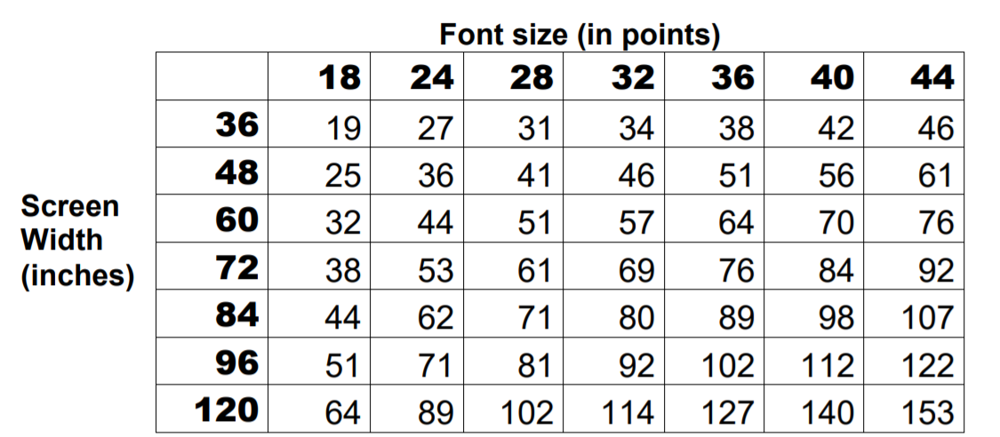 Font size (in points)
18 24 28 32 36 40 44
36 19 27 31 34 38 42 46
48 25 36 41 46 51 56 61
Screen
Width
(inches)
60 32 44 51 57 64 70 76
72 38 53 61 69 76 84 92
84 44 62 71 80 89 98 107
96 51 71 81 92 102 112 122
120 64 89 102 114 127 140 153